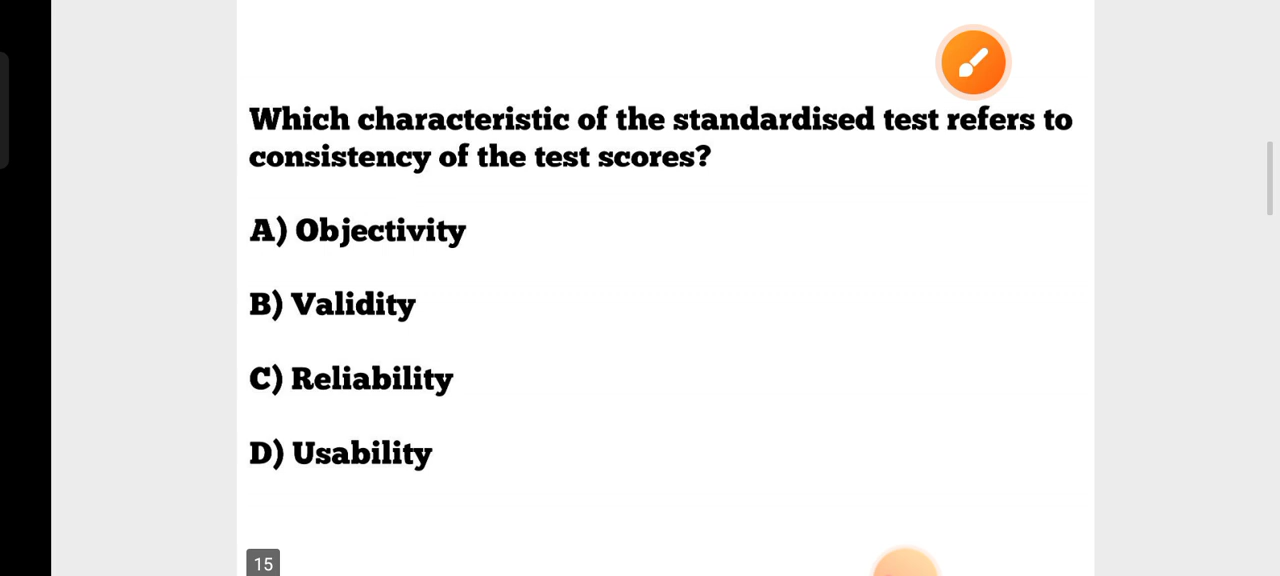 Which characteristic of the standardised test refers to
consistency of the test scores?
A) Objectivity
B) Validity
C) Reliability
D) Usability
15